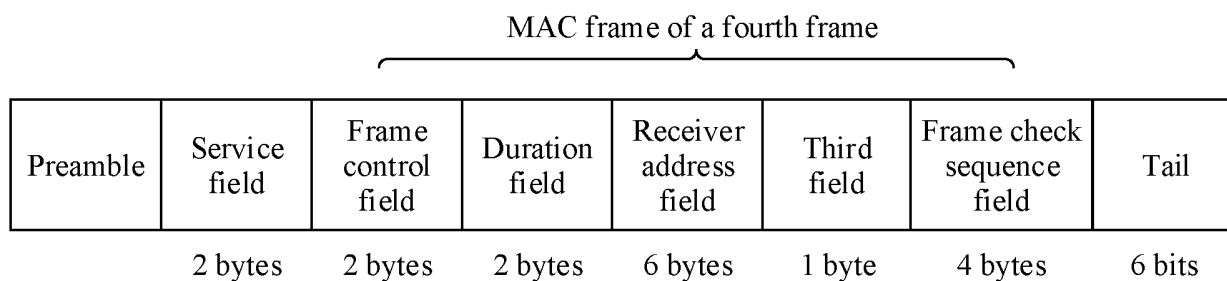 MAC frame of a fourth frame
Preamble
Service
field
Frame
control
field
Duration
field
Receiver
address
field
Third
field
Frame check
sequence
field
Tail
2 bytes
2 bytes
2 bytes
6 bytes
1 byte
4 bytes
6 bits